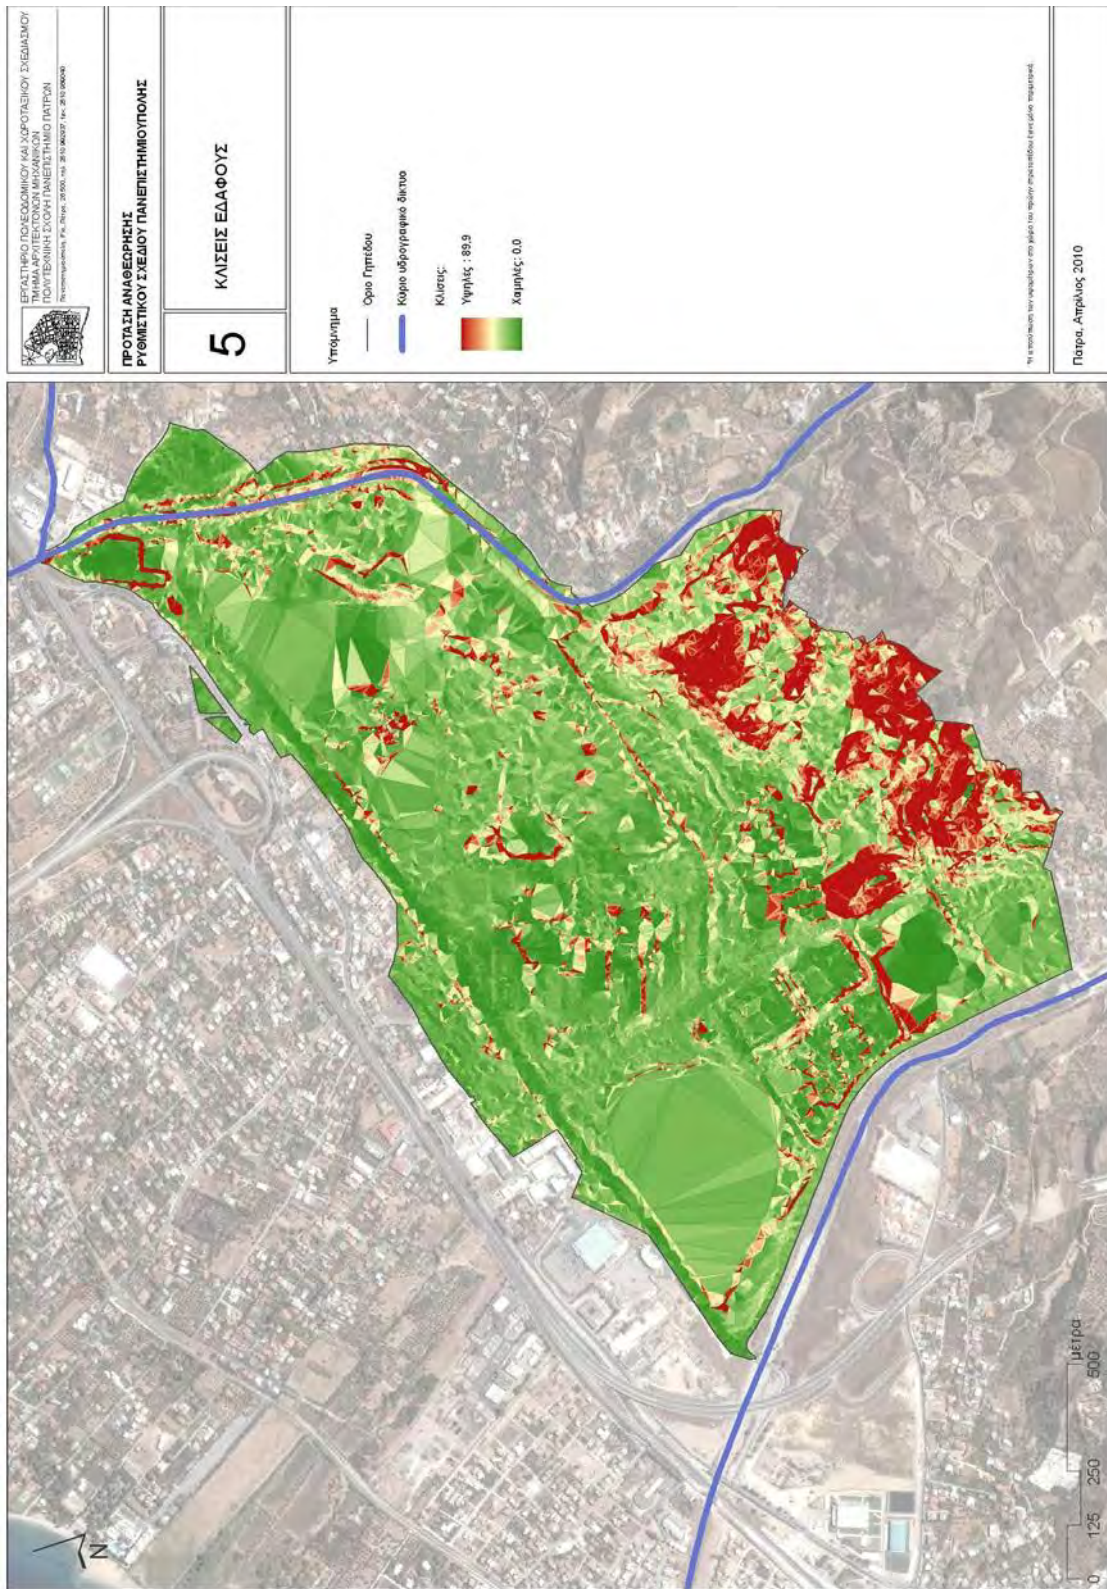 ΕΡΓΑΣΤΗΡΙΟ ΠΟΛΕΟΔΟΜΙΚΟΥ ΚΑΙ ΧΩΡΟΤΑΞΙΚΟΥ ΣΧΕΔΙΑΣΜΟΥ
ΤΜΗΜΑ ΑΡΧΙΤΕΚΤΟΝΩΝ ΜΗΧΑΝΙΚΩΝ
ΠΟΛΥΤΕΧΝΙΚΗ ΣΧΟΛΗ ΠΑΝΕΠΙΣΤΗΜΙΟ ΠΑΤΡΩΝ
ΠΡΟΤΑΣΗ ΑΝΑΘΕΩΡΗΣΗΣ
ΡΥΘΜΙΣΤΙΚΟΥ ΣΧΕΔΙΟΥ ΠΑΝΕΠΙΣΤΗΜΙΟΥΠΟΛΗΣ
5
ΚΛΙΣΕΙΣ ΕΔΑΦΟΥΣ
Υπόμνημα
Όριο Γηπέδου
Κύριο υδρογραφικό δίκτυο
Κλίσεις:
Υψηλές : 89,9
Χαμηλές : 0,0
Πάτρα, Απρίλιος 2010
N
μέτρα
0 125 250 500